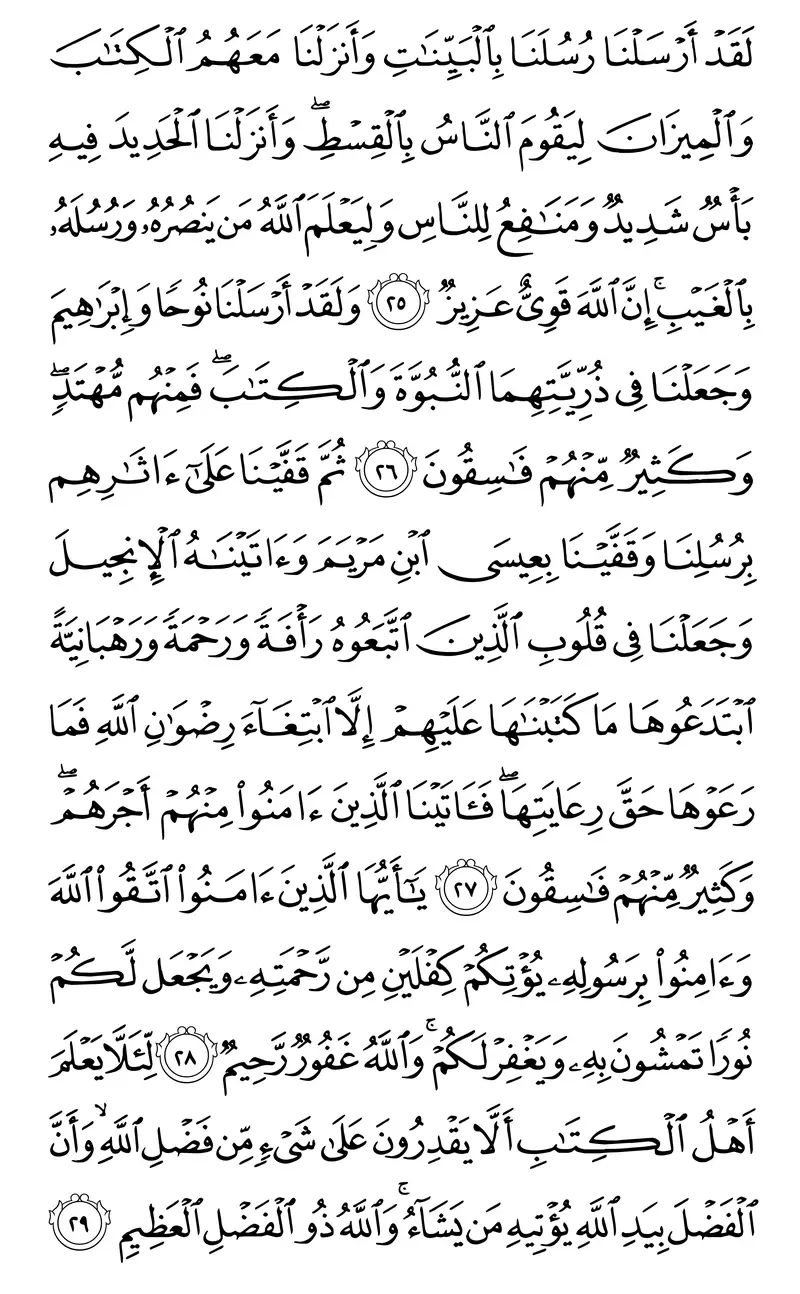 لَقَدْ أَرْسَلْنَا رُسُلَنَا بِٱلْبَيِّنَٰتِ وَأَنزَلْنَا مَعَهُمُ ٱلْكِتَٰبَ
وَٱلْمِيزَانَ لِيَقُومَ ٱلنَّاسُ بِٱلْقِسْطِۖ وَأَنزَلْنَا ٱلْحَدِيدَ فِيهِ
بَأْسٌ شَدِيدٌ وَمَنَٰفِعُ لِلنَّاسِ وَلِيَعْلَمَ ٱللَّهُ مَن يَنصُرُهُۥ وَرُسُلَهُۥ
بِٱلْغَيْبِۚ إِنَّ ٱللَّهَ قَوِىٌّ عَزِيزٌ ٢٥ وَلَقَدْ أَرْسَلْنَا نُوحًا وَإِبْرَٰهِيمَ
وَجَعَلْنَا فِى ذُرِّيَّتِهِمَا ٱلنُّبُوَّةَ وَٱلْكِتَٰبَۖ فَمِنْهُم مُّهْتَدٍۖ
وَكَثِيرٌ مِّنْهُمْ فَٰسِقُونَ ٢٦ ثُمَّ قَفَّيْنَا عَلَىٰٓ ءَاثَٰرِهِم
بِرُسُلِنَا وَقَفَّيْنَا بِعِيسَى ٱبْنِ مَرْيَمَ وَءَاتَيْنَٰهُ ٱلْإِنجِيلَ
وَجَعَلْنَا فِى قُلُوبِ ٱلَّذِينَ ٱتَّبَعُوهُ رَأْفَةً وَرَحْمَةً وَرَهْبَانِيَّةً
ٱبْتَدَعُوهَا مَا كَتَبْنَٰهَا عَلَيْهِمْ إِلَّا ٱبْتِغَآءَ رِضْوَٰنِ ٱللَّهِ فَمَا
رَعَوْهَا حَقَّ رِعَايَتِهَاۖ فَـَٔاتَيْنَا ٱلَّذِينَ ءَامَنُوا۟ مِنْهُمْ أَجْرَهُمْۖ
وَكَثِيرٌ مِّنْهُمْ فَٰسِقُونَ ٢٧ يَٰٓأَيُّهَا ٱلَّذِينَ ءَامَنُوا۟ ٱتَّقُوا۟ ٱللَّهَ
وَءَامِنُوا۟ بِرَسُولِهِۦ يُؤْتِكُمْ كِفْلَيْنِ مِن رَّحْمَتِهِۦ وَيَجْعَل لَّكُمْ
نُورًا تَمْشُونَ بِهِۦ وَيَغْفِرْ لَكُمْۚ وَٱللَّهُ غَفُورٌ رَّحِيمٌ ٢٨ لِّئَلَّا يَعْلَمَ
أَهْلُ ٱلْكِتَٰبِ أَلَّا يَقْدِرُونَ عَلَىٰ شَىْءٍ مِّن فَضْلِ ٱللَّهِۙ وَأَنَّ
ٱلْفَضْلَ بِيَدِ ٱللَّهِ يُؤْتِيهِ مَن يَشَآءُۚ وَٱللَّهُ ذُو ٱلْفَضْلِ ٱلْعَظِيمِ ٢٩